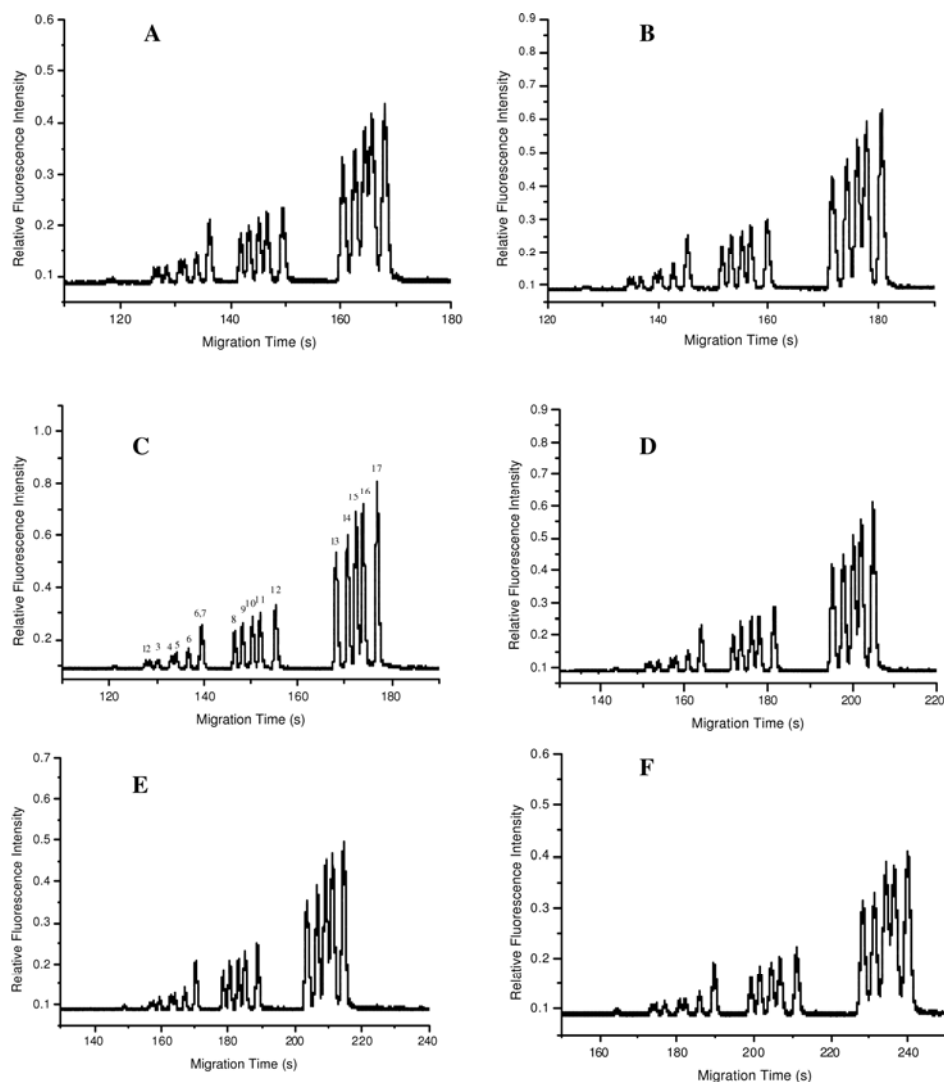 A
Relative Fluorescence Intensity
0.6
0.5
0.4
0.3
0.2
0.1
120 140 160 180
Migration Time (s)
B
Relative Fluorescence Intensity
0.9
0.8
0.7
0.6
0.5
0.4
0.3
0.2
0.1
120 140 160 180
Migration Time (s)
C
Relative Fluorescence Intensity
1.0
0.8
0.6
0.4
0.2
12 3 4 5 6 6,7 8 9 10 11 12 13 14 15 16 17
120 140 160 180
Migration Time (s)
D
Relative Fluorescence Intensity
0.9
0.8
0.7
0.6
0.5
0.4
0.3
0.2
0.1
140 160 180 200 220
Migration Time (s)
E
Relative Fluorescence Intensity
0.7
0.6
0.5
0.4
0.3
0.2
0.1
140 160 180 200 220 240
Migration Time (s)
F
Relative Fluorescence Intensity
0.6
0.5
0.4
0.3
0.2
0.1
160 180 200 220 240
Migration Time (s)